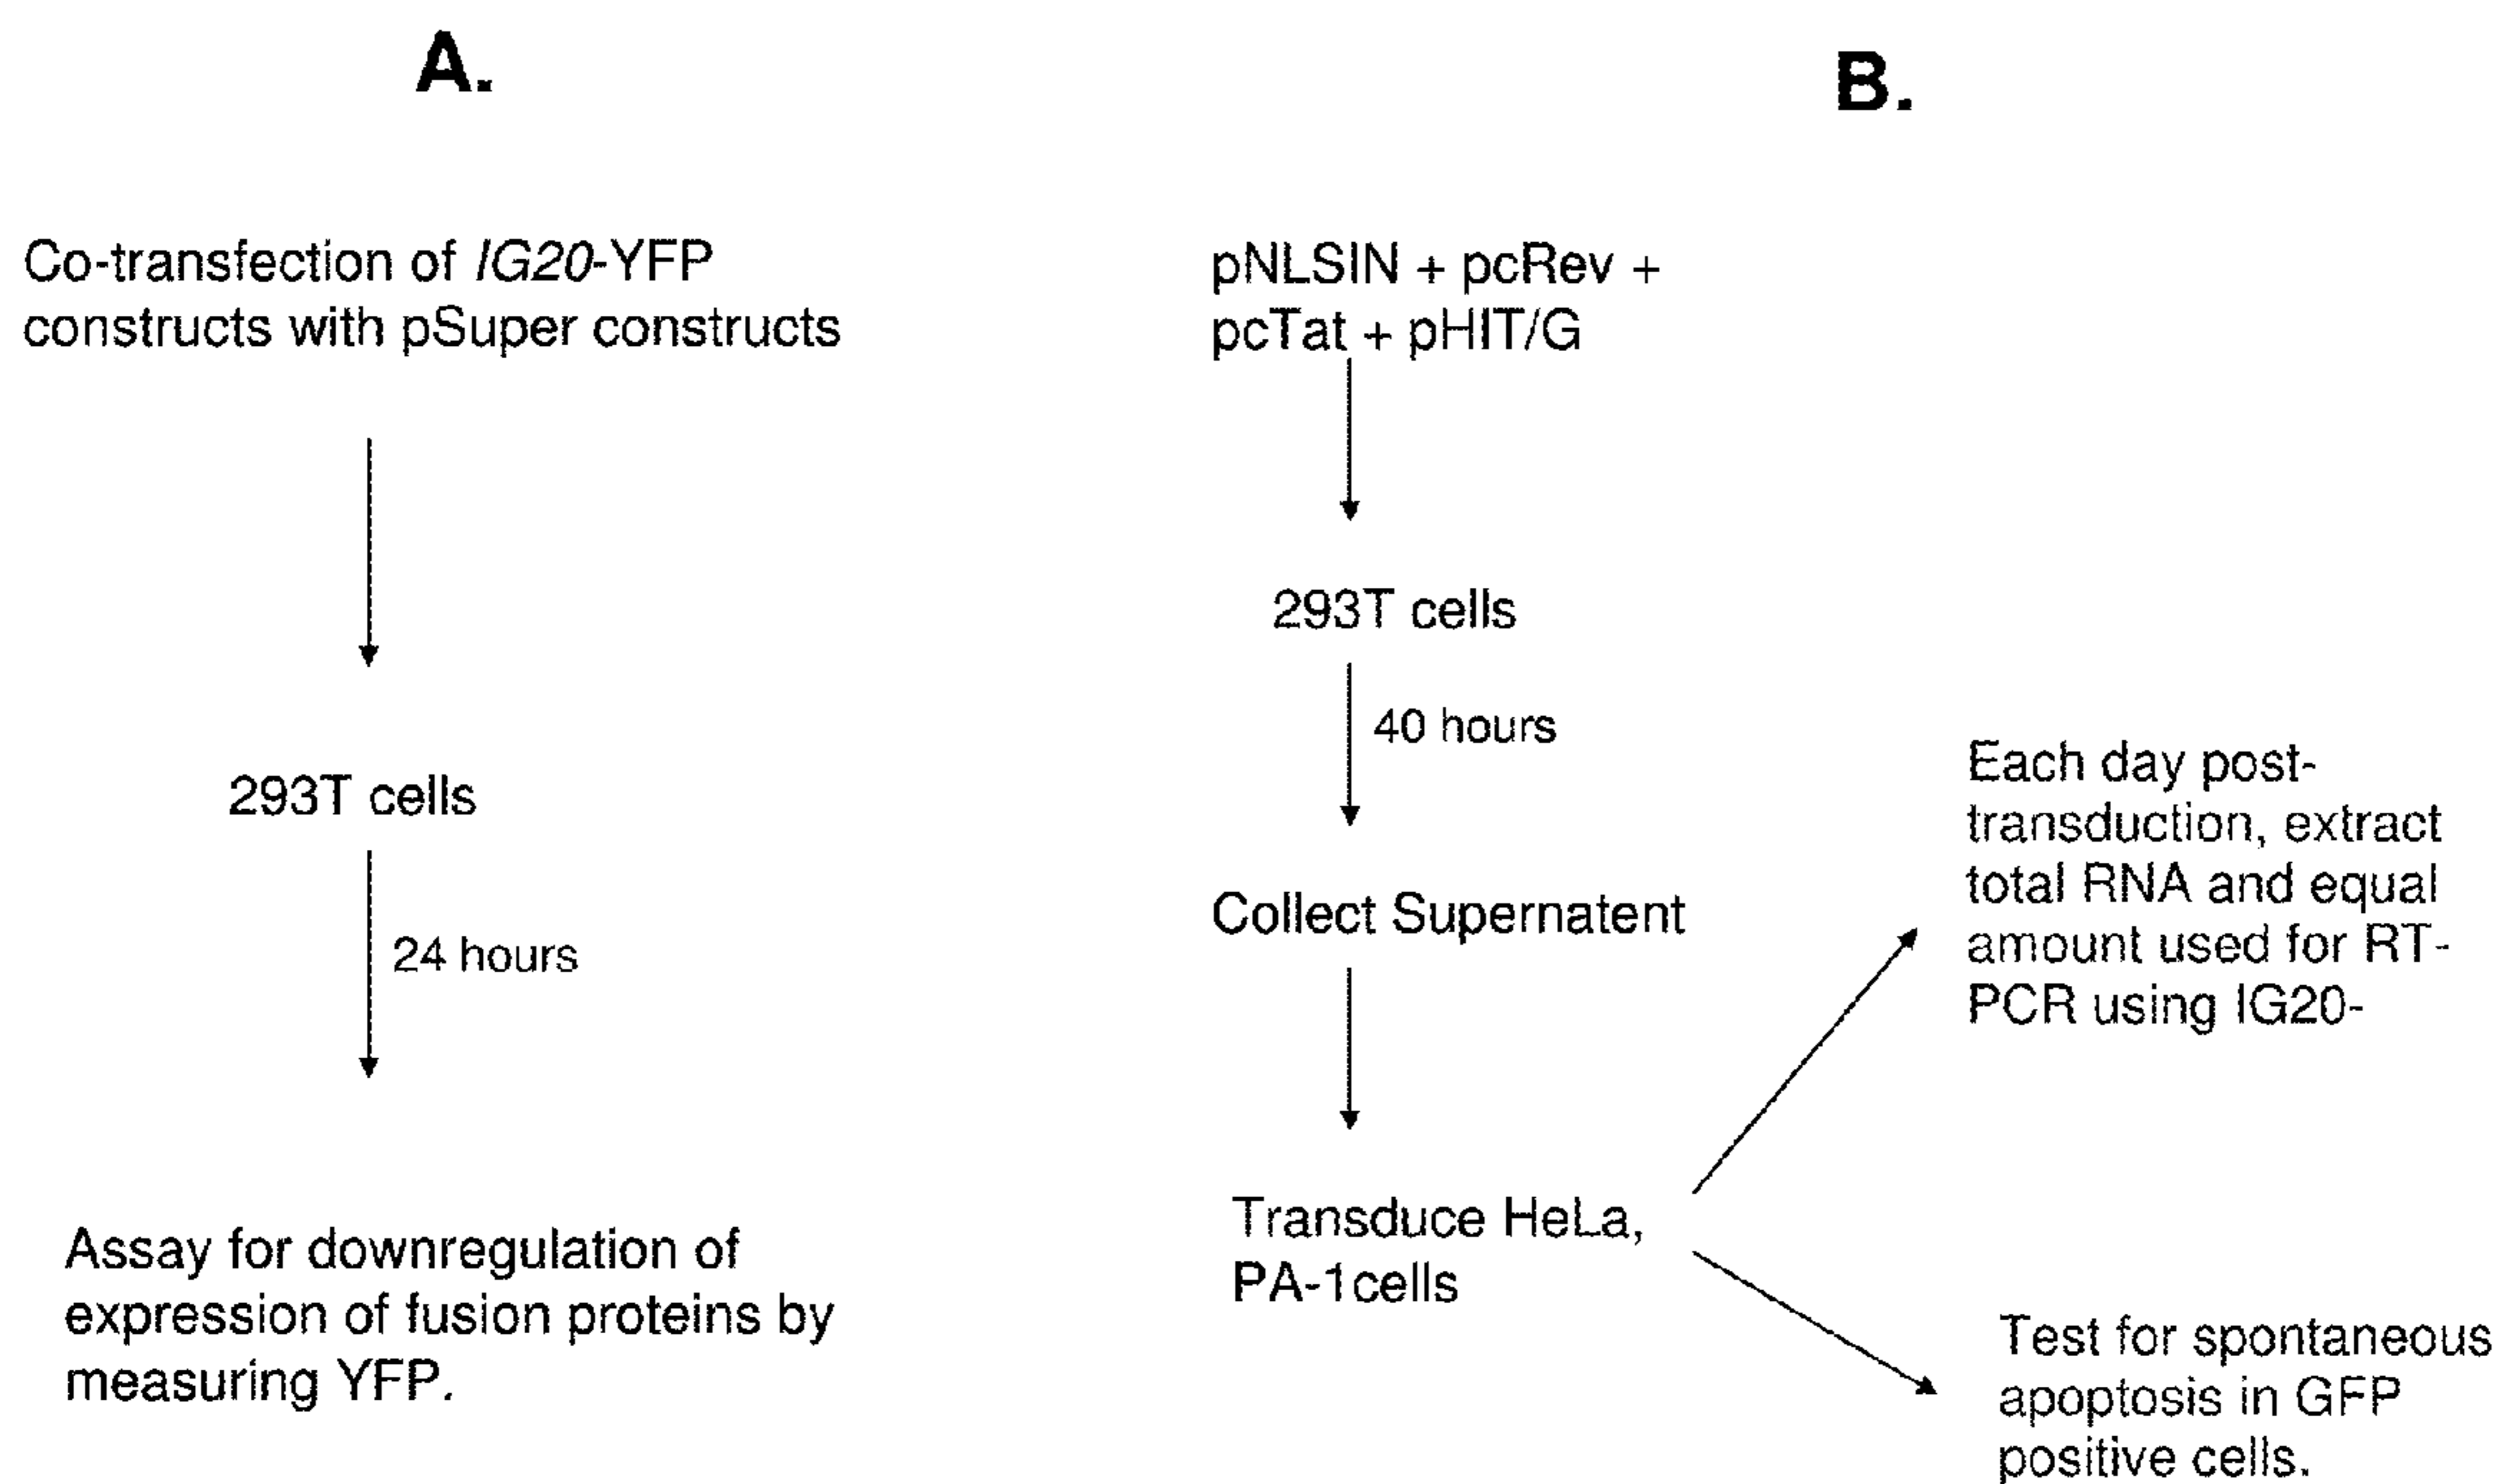 A.
Co-transfection of IG20-YFP
constructs with pSuper constructs
293T cells
24 hours
Assay for downregulation of
expression of fusion proteins by
measuring YFP.
B.
pNLSIN + pcRev +
pcTat + pHIT/G
293T cells
40 hours
Collect Supernatent
Transduce HeLa,
PA-1cells
Each day post-
transduction, extract
total RNA and equal
amount used for RT-
PCR using IG20-
Test for spontaneous
apoptosis in GFP
positive cells.